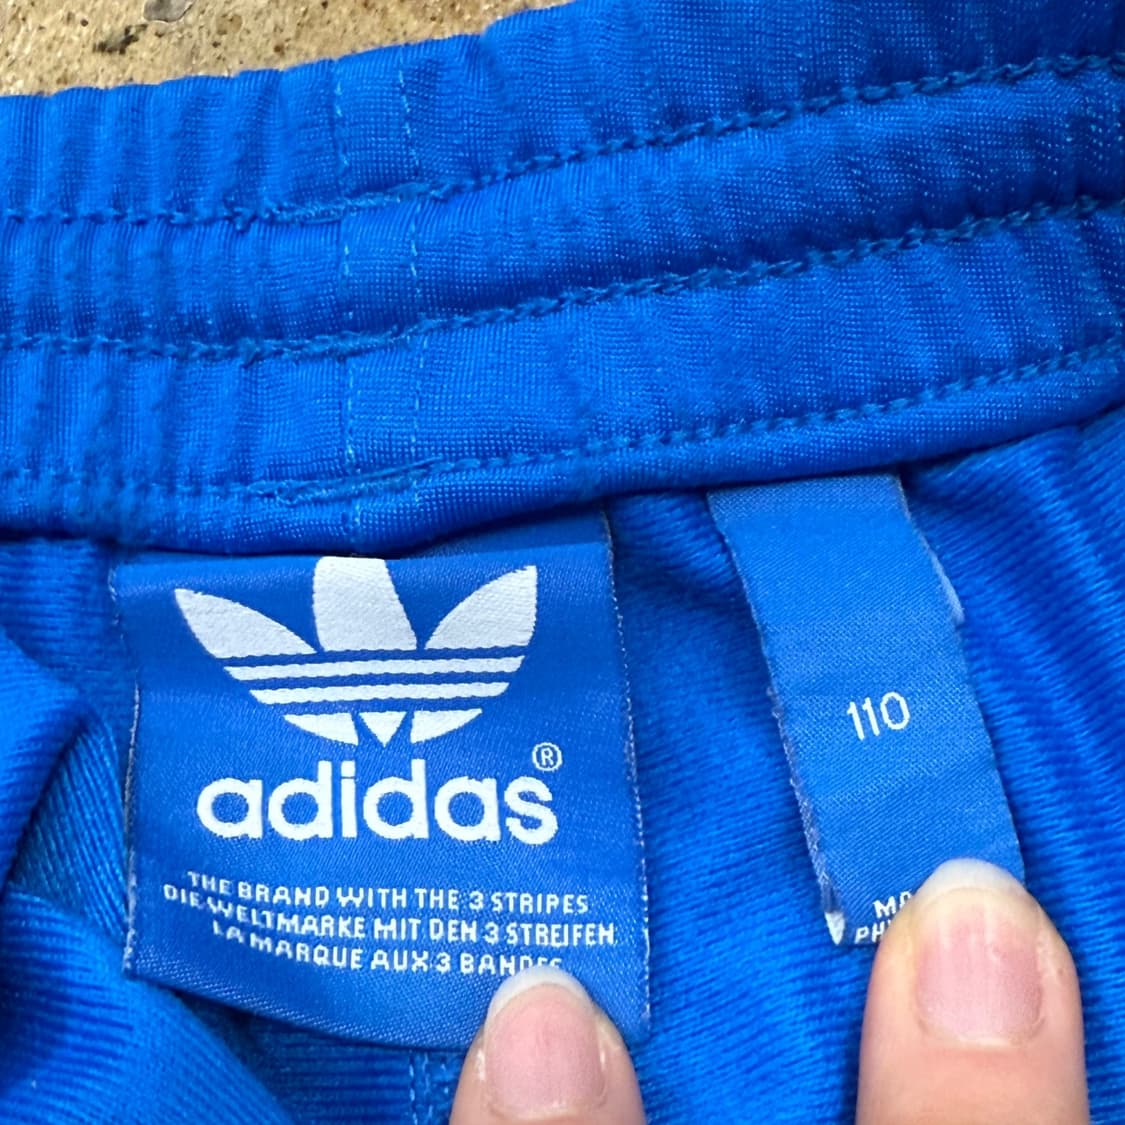 adidas®
THE BRAND WITH THE 3 STRIPES
DIE WELTMARKE MIT DEN 3 STREIFEN
LA MARQUE AUX 3 BANDES
110